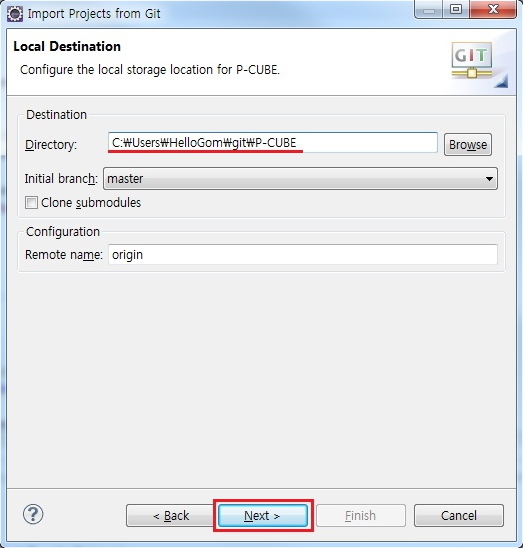 Import Projects from Git
Local Destination
Configure the local storage location for P-CUBE.
GIT
Destination
Directory: C:₩Users₩HelloGom₩git₩P-CUBE Browse
Initial branch: master
Clone submodules
Configuration
Remote name: origin
? < Back Next > Finish Cancel